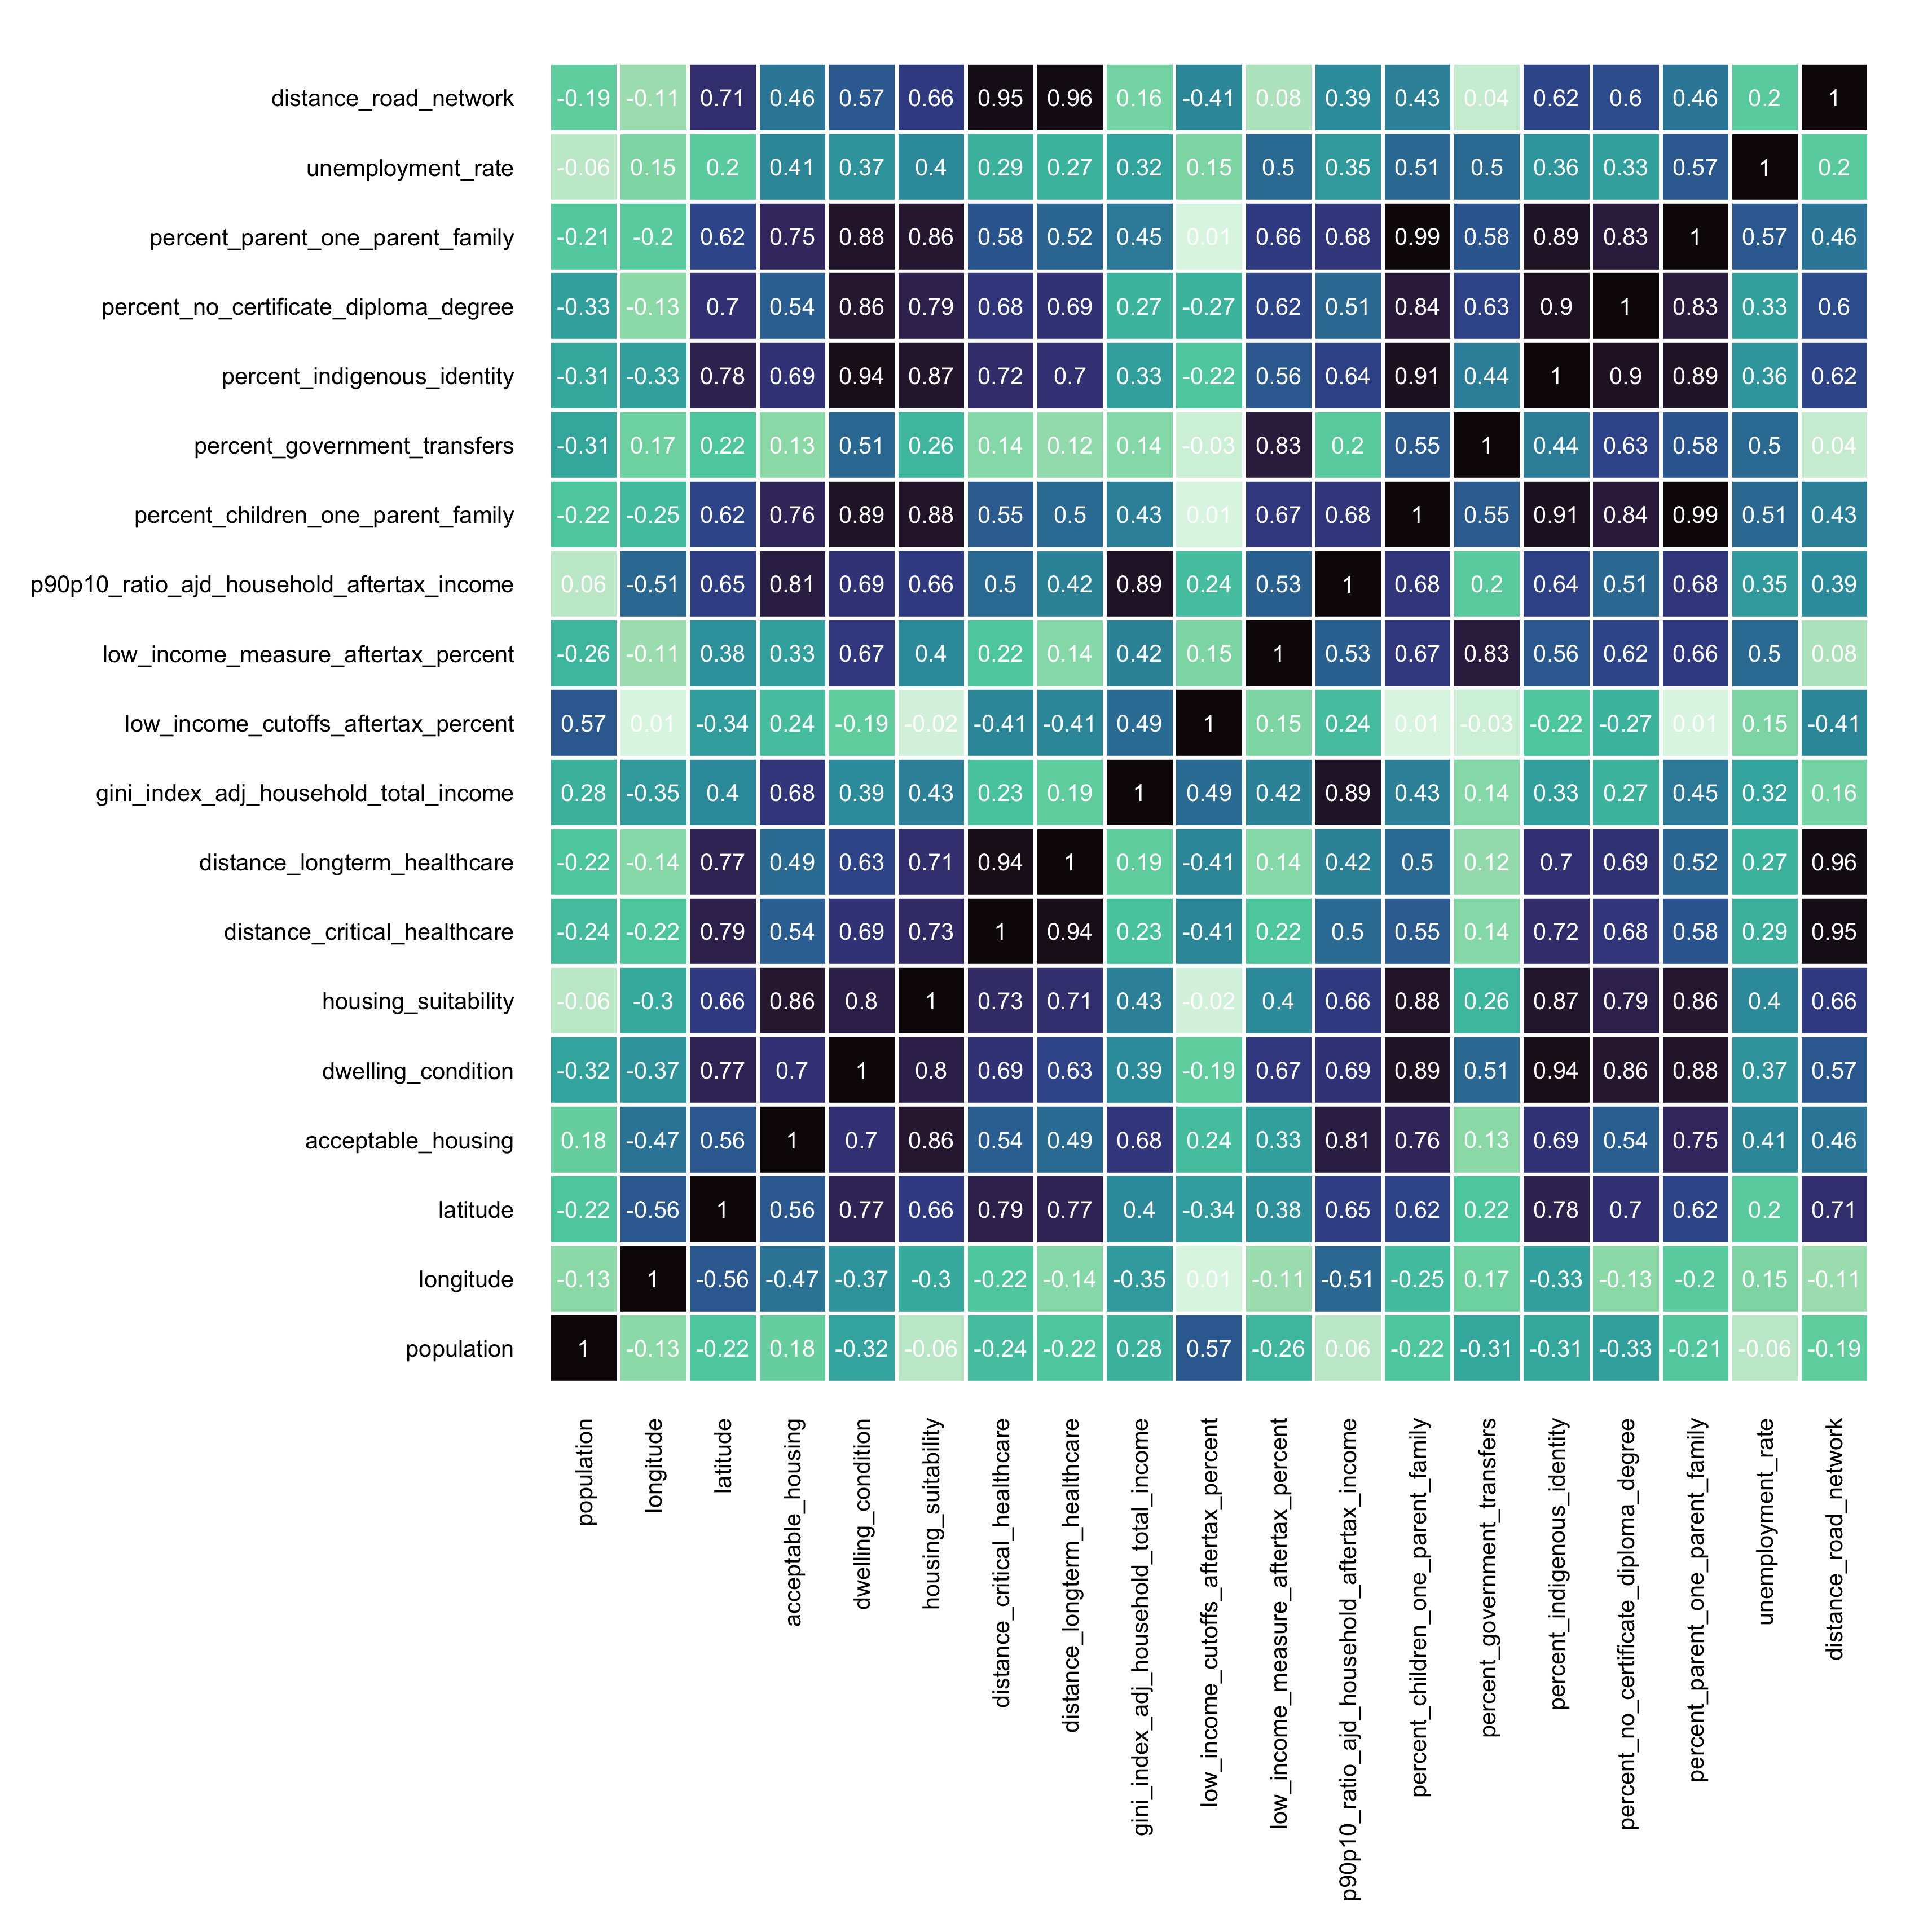 distance_road_network -0.19 -0.11 0.71 0.46 0.57 0.66 0.95 0.96 0.16 -0.41 0.08 0.39 0.43 0.04 0.62 0.6 0.46 0.2 1
unemployment_rate -0.06 0.15 0.2 0.41 0.37 0.4 0.29 0.27 0.32 0.15 0.5 0.35 0.51 0.5 0.36 0.33 0.57 1 0.2
percent_parent_one_parent_family -0.21 -0.2 0.62 0.75 0.88 0.86 0.58 0.52 0.45 0.01 0.66 0.68 0.99 0.58 0.89 0.83 1 0.57 0.46
percent_no_certificate_diploma_degree -0.33 -0.13 0.7 0.54 0.86 0.79 0.68 0.69 0.27 -0.27 0.62 0.51 0.84 0.63 0.9 1 0.83 0.33 0.6
percent_indigenous_identity -0.31 -0.33 0.78 0.69 0.94 0.87 0.72 0.7 0.33 -0.22 0.56 0.64 0.91 0.44 1 0.9 0.89 0.36 0.62
percent_government_transfers -0.31 0.17 0.22 0.13 0.51 0.26 0.14 0.12 0.14 -0.03 0.83 0.2 0.55 1 0.44 0.63 0.58 0.5 0.04
percent_children_one_parent_family -0.22 -0.25 0.62 0.76 0.89 0.88 0.55 0.5 0.43 0.01 0.67 0.68 1 0.55 0.91 0.84 0.99 0.51 0.43
p90p10_ratio_ajd_household_aftertax_income 0.06 -0.51 0.65 0.81 0.69 0.66 0.5 0.42 0.89 0.24 0.53 1 0.68 0.2 0.64 0.51 0.68 0.35 0.39
low_income_measure_aftertax_percent -0.26 -0.11 0.38 0.33 0.67 0.4 0.22 0.14 0.42 0.15 1 0.53 0.67 0.83 0.56 0.62 0.66 0.5 0.08
low_income_cutoffs_aftertax_percent 0.57 0.01 -0.34 0.24 -0.19 -0.02 -0.41 -0.41 0.49 1 0.15 0.24 0.01 -0.03 -0.22 -0.27 0.01 0.15 -0.41
gini_index_adj_household_total_income 0.28 -0.35 0.4 0.68 0.39 0.43 0.23 0.19 1 0.49 0.42 0.89 0.43 0.14 0.33 0.27 0.45 0.32 0.16
distance_longterm_healthcare -0.22 -0.14 0.77 0.49 0.63 0.71 0.94 1 0.19 -0.41 0.14 0.42 0.5 0.12 0.7 0.69 0.52 0.27 0.96
distance_critical_healthcare -0.24 -0.22 0.79 0.54 0.69 0.73 1 0.94 0.23 -0.41 0.22 0.5 0.55 0.14 0.72 0.68 0.58 0.29 0.95
housing_suitability -0.06 -0.3 0.66 0.86 0.8 1 0.73 0.71 0.43 -0.02 0.4 0.66 0.88 0.26 0.87 0.79 0.86 0.4 0.66
dwelling_condition -0.32 -0.37 0.77 0.7 1 0.8 0.69 0.63 0.39 -0.19 0.67 0.69 0.89 0.51 0.94 0.86 0.88 0.37 0.57
acceptable_housing 0.18 -0.47 0.56 1 0.7 0.86 0.54 0.49 0.68 0.24 0.33 0.81 0.76 0.13 0.69 0.54 0.75 0.41 0.46
latitude -0.22 -0.56 1 0.56 0.77 0.66 0.79 0.77 0.4 -0.34 0.38 0.65 0.62 0.22 0.78 0.7 0.62 0.2 0.71
longitude -0.13 1 -0.56 -0.47 -0.37 -0.3 -0.22 -0.14 -0.35 0.01 -0.11 -0.51 -0.25 0.17 -0.33 -0.13 -0.2 0.15 -0.11
population 1 -0.13 -0.22 0.18 -0.32 -0.06 -0.24 -0.22 0.28 0.57 -0.26 0.06 -0.22 -0.31 -0.31 -0.33 -0.21 -0.06 -0.19
population
longitude
latitude
acceptable_housing
dwelling_condition
housing_suitability
distance_critical_healthcare
distance_longterm_healthcare
gini_index_adj_household_total_income
low_income_cutoffs_aftertax_percent
low_income_measure_aftertax_percent
p90p10_ratio_ajd_household_aftertax_income
percent_children_one_parent_family
percent_government_transfers
percent_indigenous_identity
percent_no_certificate_diploma_degree
percent_parent_one_parent_family
unemployment_rate
distance_road_network